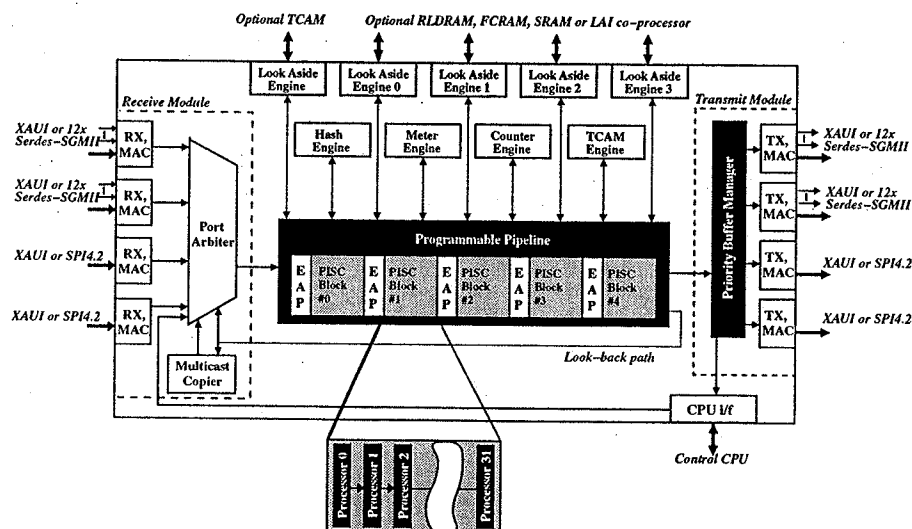 Optional TCAM
Optional RLDRAM, FCRAM, SRAM or LAI co-processor
Look Aside
Engine
Look Aside
Engine 0
Look Aside
Engine 1
Look Aside
Engine 2
Look Aside
Engine 3
Receive Module
Transmit Module
XAUI or 12x
Serdes-SGMII
RX,
MAC
XAUI or 12x
Serdes-SGMII
RX,
MAC
XAUI or SPI4.2
RX,
MAC
XAUI or SPI4.2
RX,
MAC
Port
Arbiter
Multicast
Copier
Hash
Engine
Meter
Engine
Counter
Engine
TCAM
Engine
Programmable Pipeline
E
A
P
PISC
Block
#0
E
A
P
PISC
Block
#1
E
A
P
PISC
Block
#2
E
A
P
PISC
Block
#3
E
A
P
PISC
Block
#4
Look-back path
Priority Buffer Manager
TX,
MAC
XAUI or 12x
Serdes-SGMII
TX,
MAC
XAUI or 12x
Serdes-SGMII
TX,
MAC
XAUI or SPI4.2
TX,
MAC
XAUI or SPI4.2
CPU i/f
Control CPU
Processor 0
Processor 1
Processor 2
Processor 31